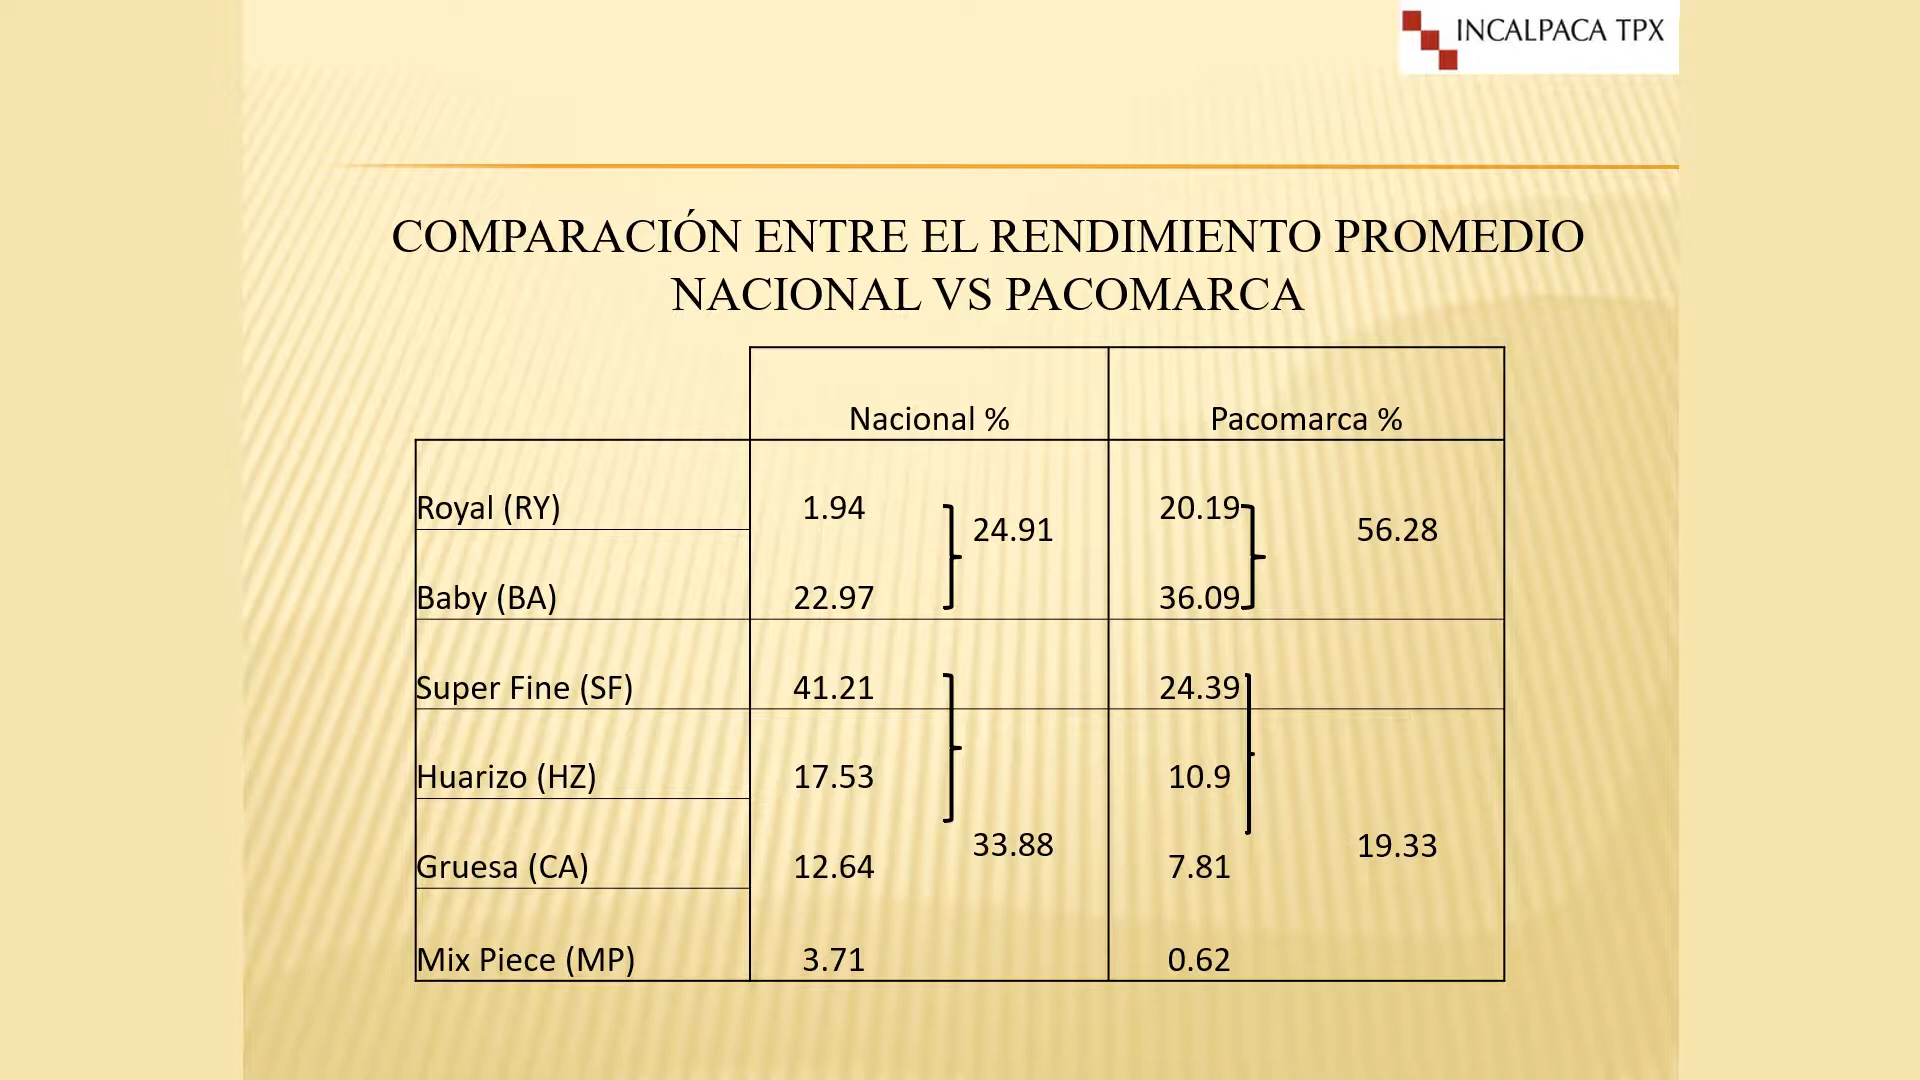 INCALPACA TPX
COMPARACIÓN ENTRE EL RENDIMIENTO PROMEDIO
NACIONAL VS PACOMARCA
Nacional % Pacomarca %
Royal (RY) 1.94 24.91 20.19 56.28
Baby (BA) 22.97 36.09
Super Fine (SF) 41.21 24.39
Huarizo (HZ) 17.53 10.9
33.88 19.33
Gruesa (CA) 12.64 7.81
Mix Piece (MP) 3.71 0.62